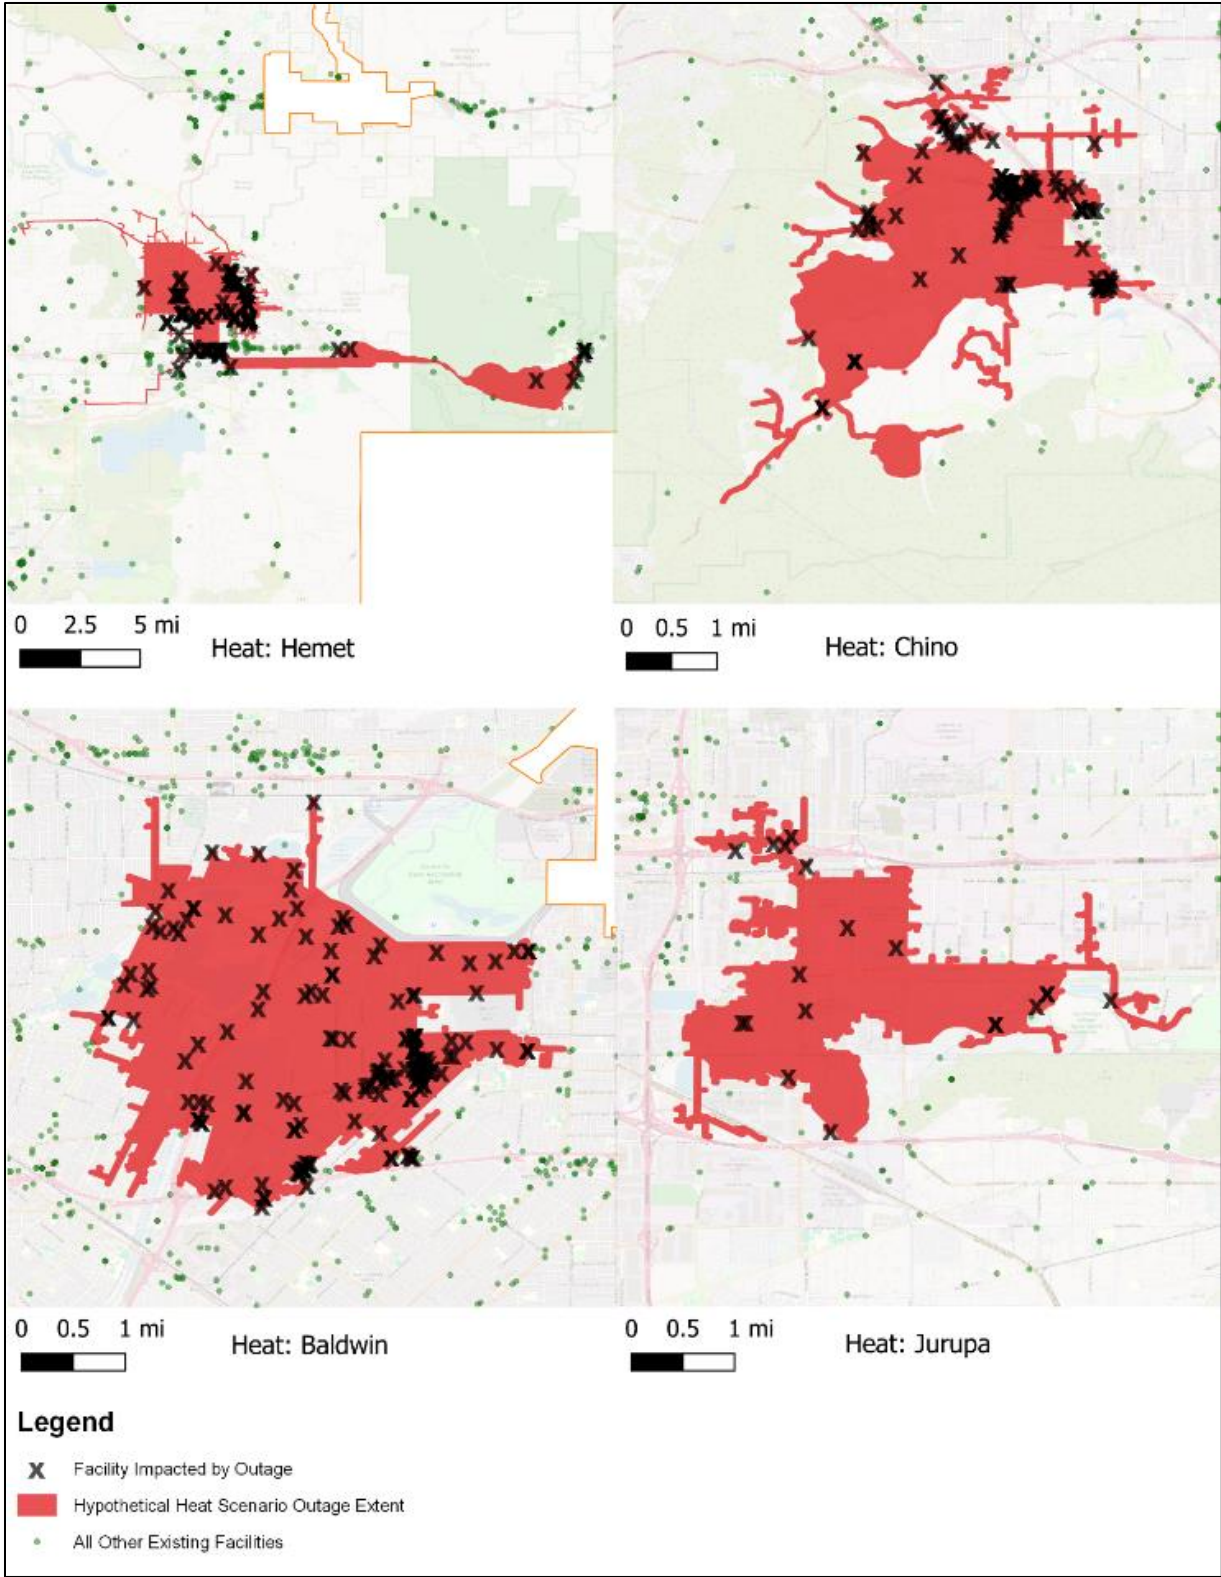 0 2.5 5 mi
Heat: Hemet
0 0.5 1 mi
Heat: Chino
0 0.5 1 mi
Heat: Baldwin
0 0.5 1 mi
Heat: Jurupa
Legend
X Facility Impacted by Outage
Hypothetical Heat Scenario Outage Extent
All Other Existing Facilities